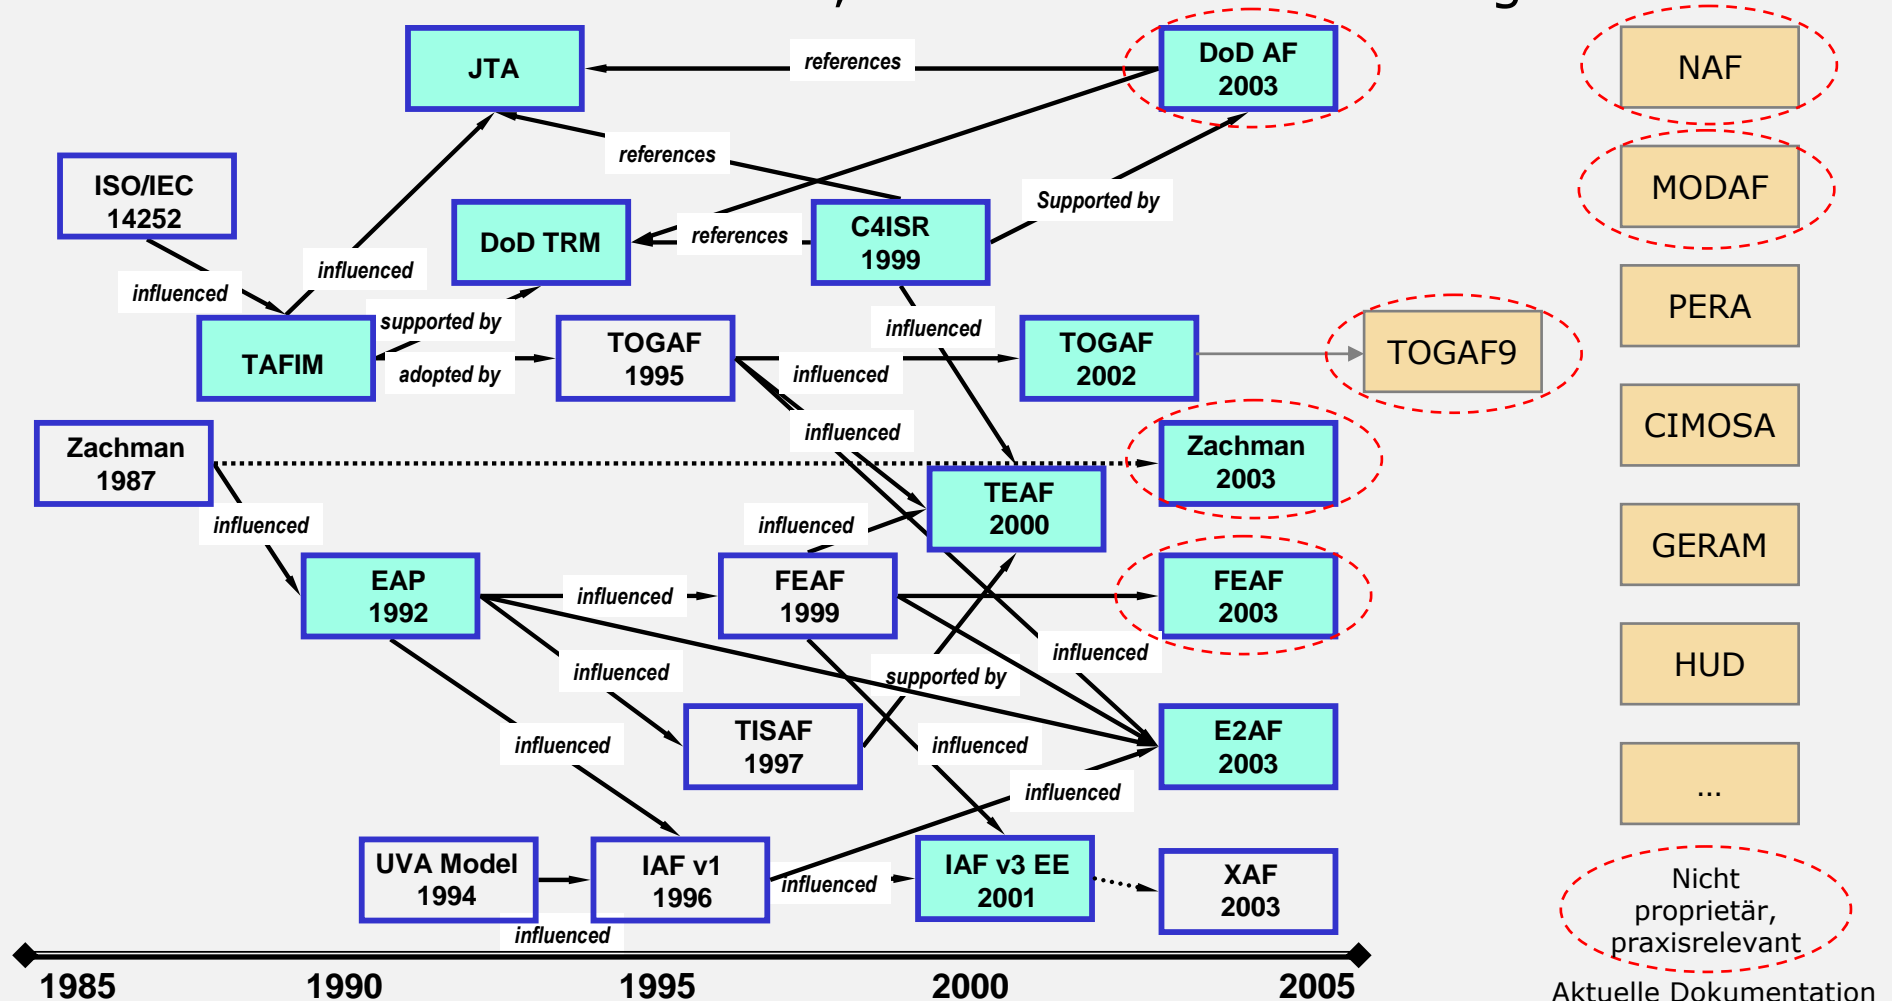 JTA
references
DoD AF
2003
NAF
ISO/IEC
14252
references
MODAF
Supported by
DoD TRM
references
C4ISR
1999
influenced
influenced
supported by
PERA
TAFIM
adopted by
TOGAF
1995
influenced
influenced
TOGAF
2002
TOGAF9
Zachman
1987
influenced
Zachman
2003
CIMOSA
influenced
influenced
TEAF
2000
EAP
1992
influenced
FEAF
1999
FEAF
2003
GERAM
influenced
supported by
influenced
HUD
influenced
TISAF
1997
influenced
E2AF
2003
influenced
...
UVA Model
1994
IAF v1
1996
influenced
IAF v3 EE
2001
XAF
2003
influenced
Nicht
proprietär,
praxisrelevant
1985
1990
1995
2000
2005
Aktuelle Dokumentation